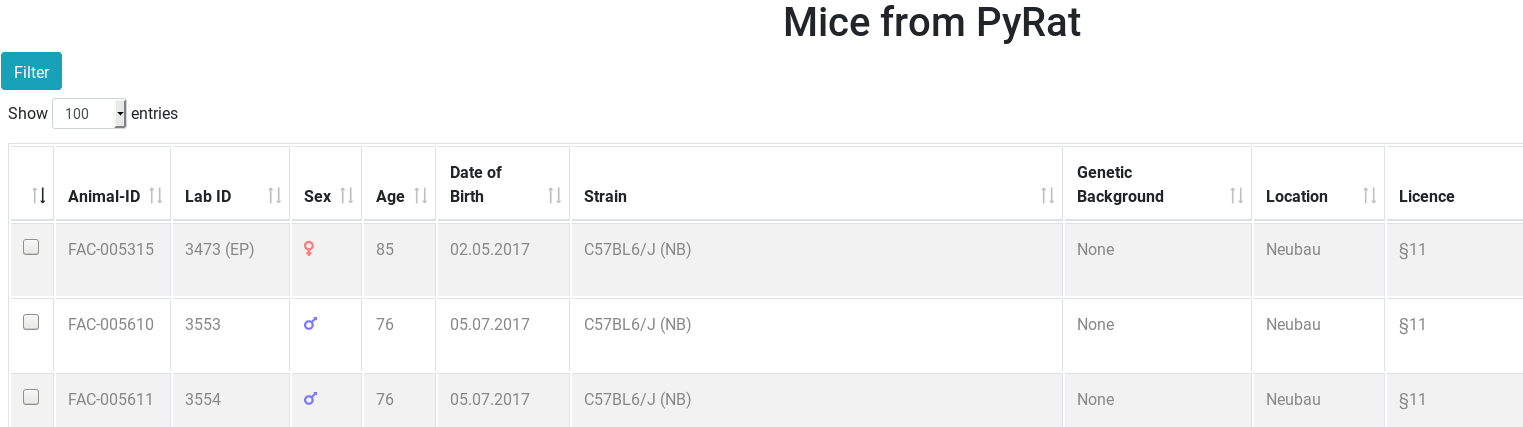 Mice from PyRat
Filter
Show 100 entries
Animal-ID Lab ID Sex Age Date of Birth Strain Genetic Background Location Licence
FAC-005315 3473 (EP) ♀ 85 02.05.2017 C57BL6/J (NB) None Neubau §11
FAC-005610 3553 ♂ 76 05.07.2017 C57BL6/J (NB) None Neubau §11
FAC-005611 3554 ♂ 76 05.07.2017 C57BL6/J (NB) None Neubau §11